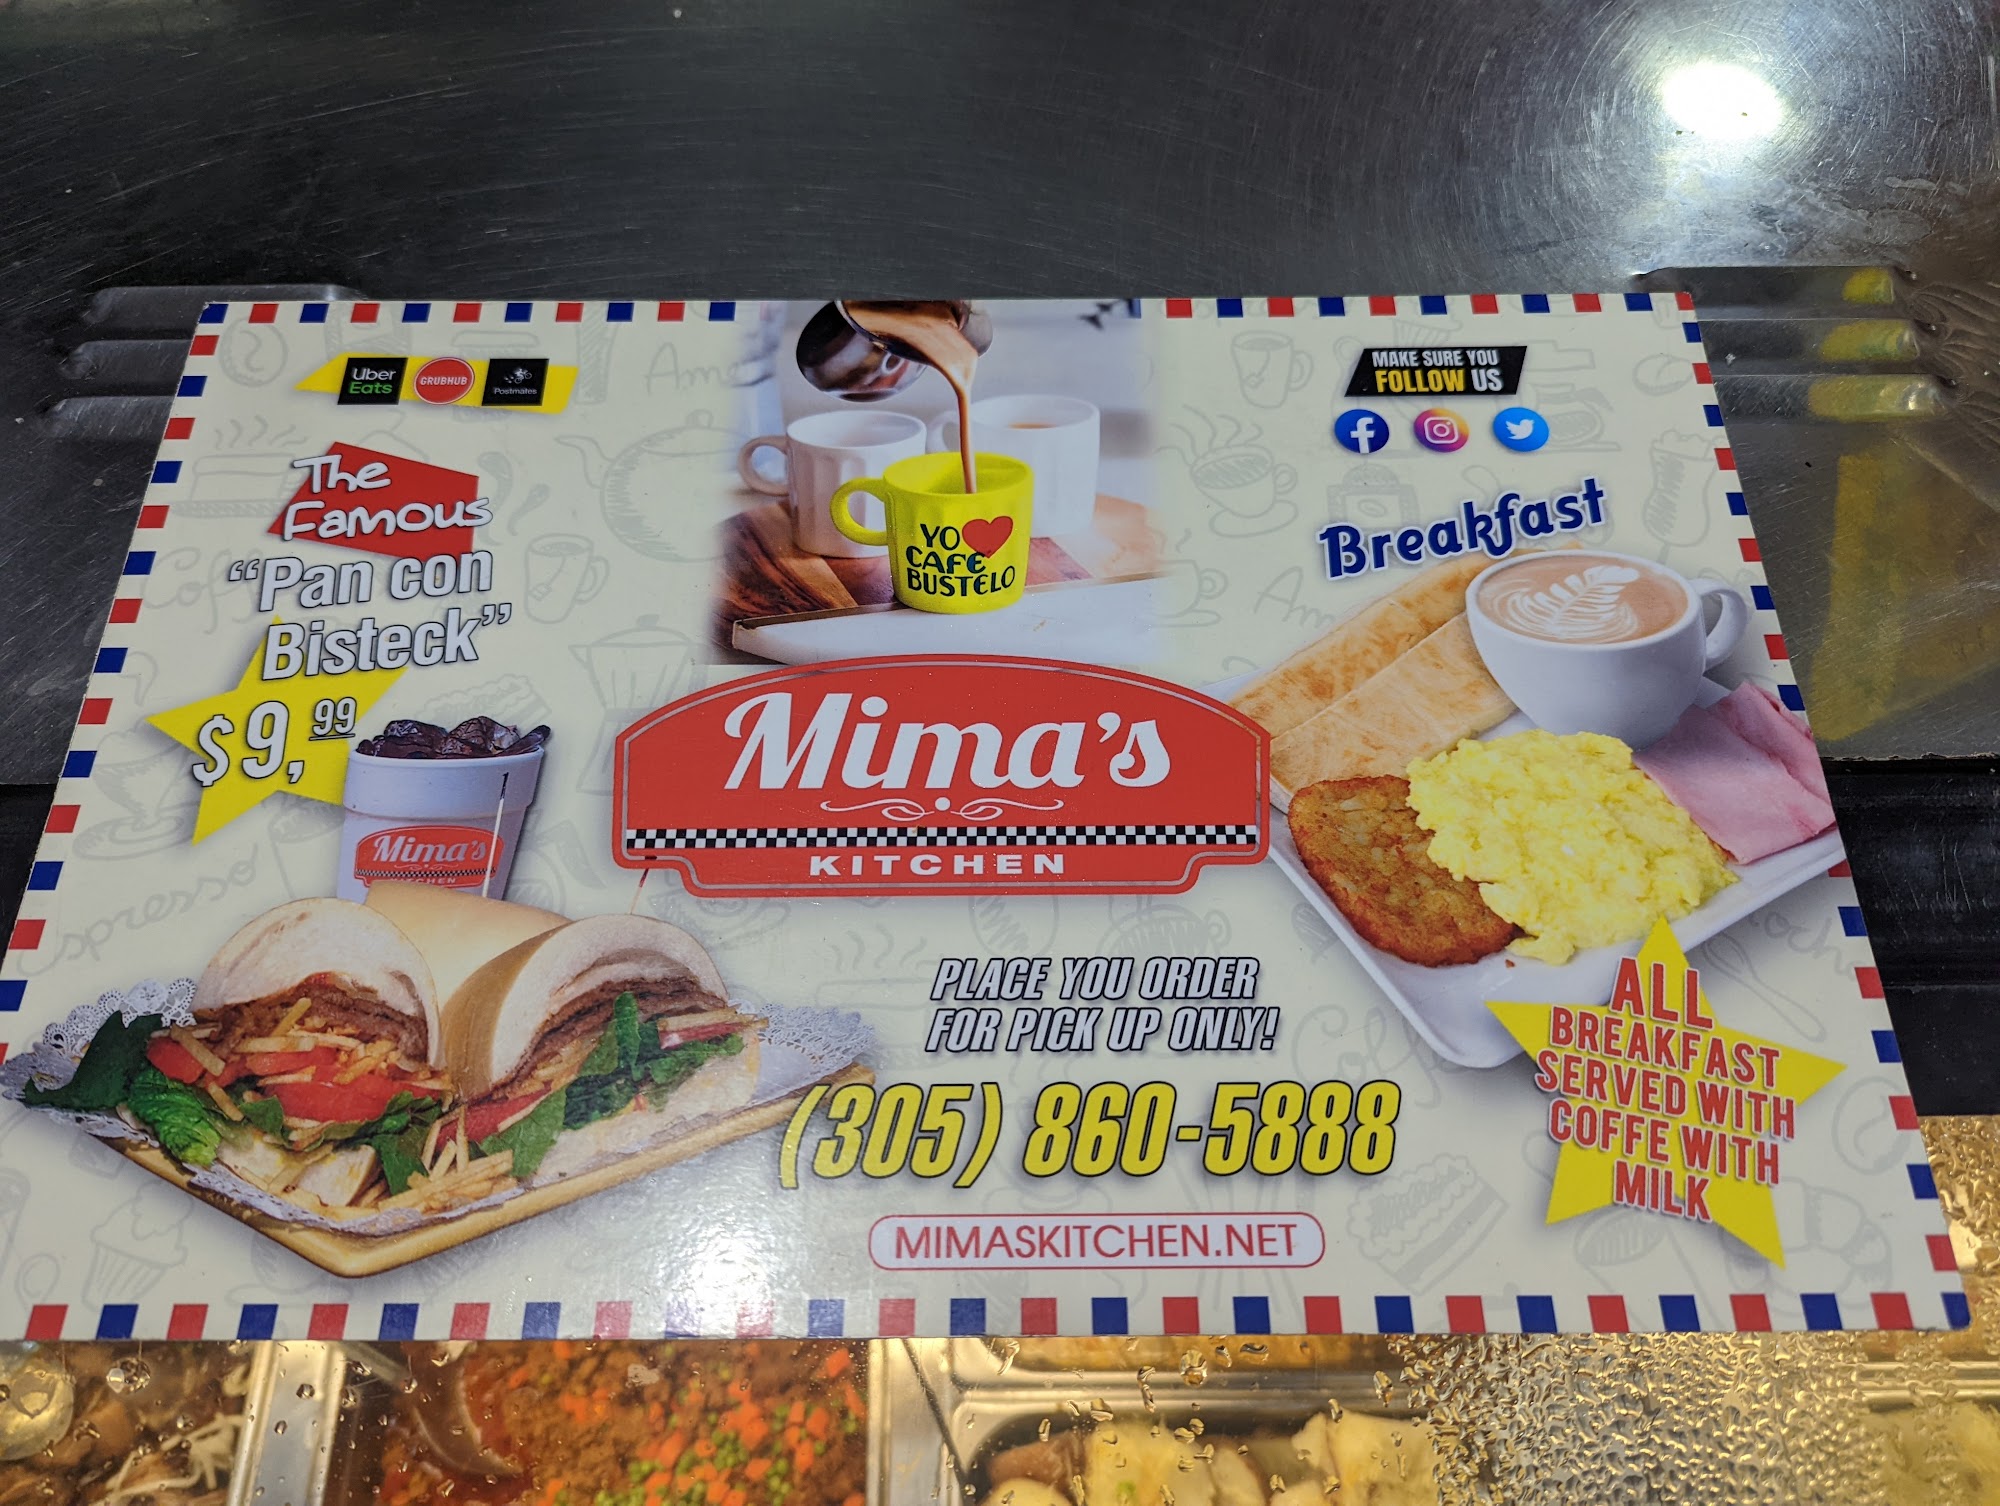 Uber
Eats
GRUBHUB
Postmates
MAKE SURE YOU
FOLLOW US
The
Famous
"Pan con
Bisteck"
$9,99
YO
CAFE
BUSTELO
Breakfast
Mima's
KITCHEN
Mima's
KITCHEN
PLACE YOU ORDER
FOR PICK UP ONLY!
(305) 860-5888
MIMASKITCHEN.NET
ALL
BREAKFAST
SERVED WITH
COFFE WITH
MILK